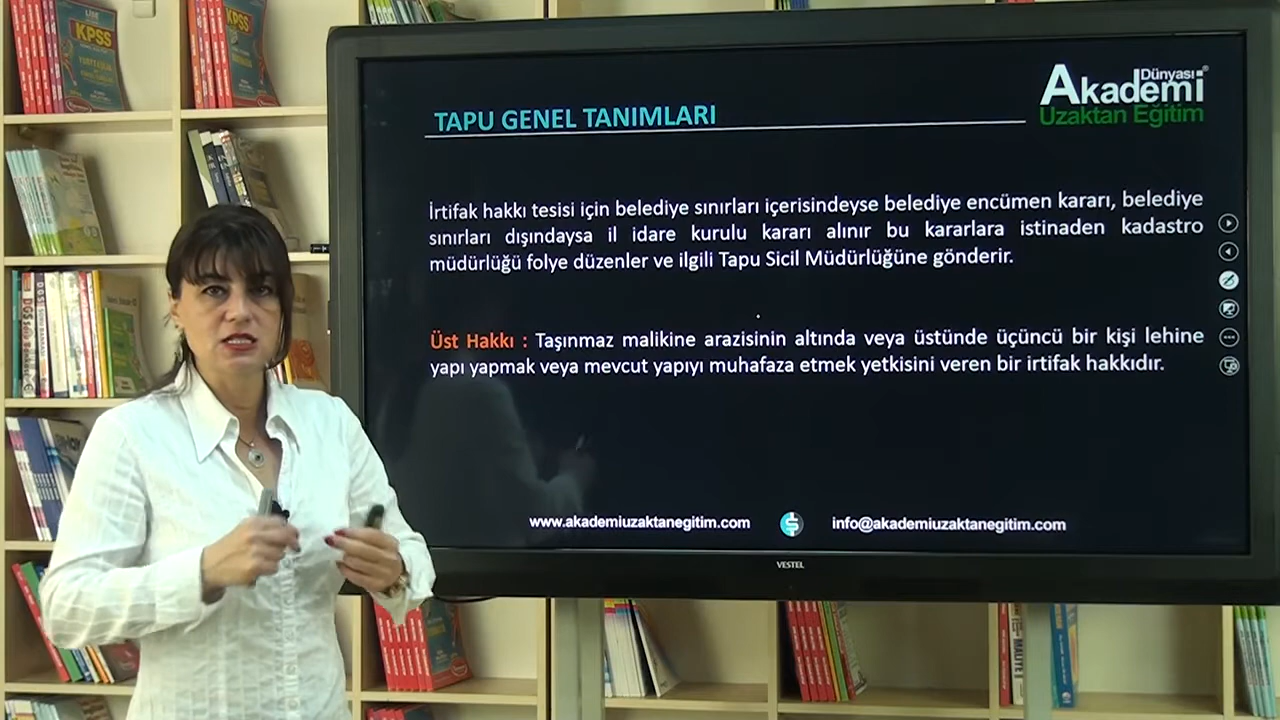 KPSS
KPSS
Dünyası
Akademi
Uzaktan Eğitim
TAPU GENEL TANIMLARI
İrtifak hakkı tesisi için belediye sınırları içerisindeyse belediye encümen kararı, belediye
sınırları dışındaysa il idare kurulu kararı alınır bu kararlara istinaden kadastro
müdürlüğü folye düzenler ve ilgili Tapu Sicil Müdürlüğüne gönderir.
Üst Hakkı : Taşınmaz malikine arazisinin altında veya üstünde üçüncü bir kişi lehine
yapı yapmak veya mevcut yapıyı muhafaza etmek yetkisini veren bir irtifak hakkıdır.
www.akademiuzaktanegitim.com
info@akademiuzaktanegitim.com
VESTEL
DGS